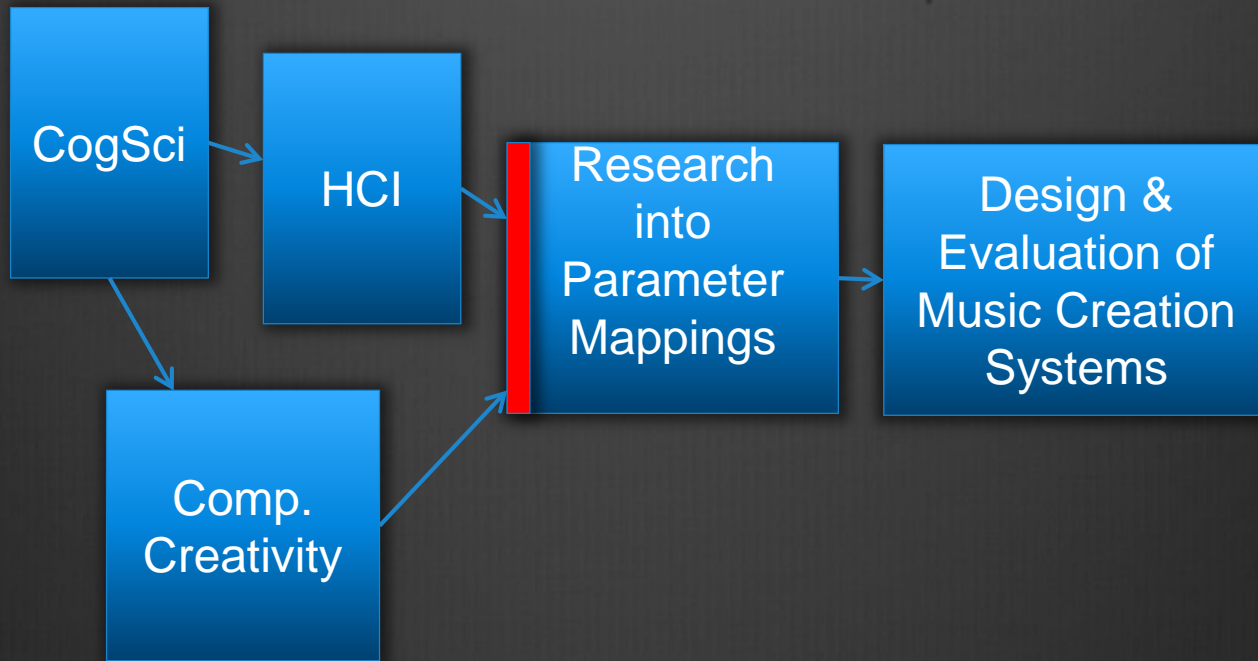 CogSci
HCI
Comp.
Creativity
Research
into
Parameter
Mappings
Design &
Evaluation of
Music Creation
Systems